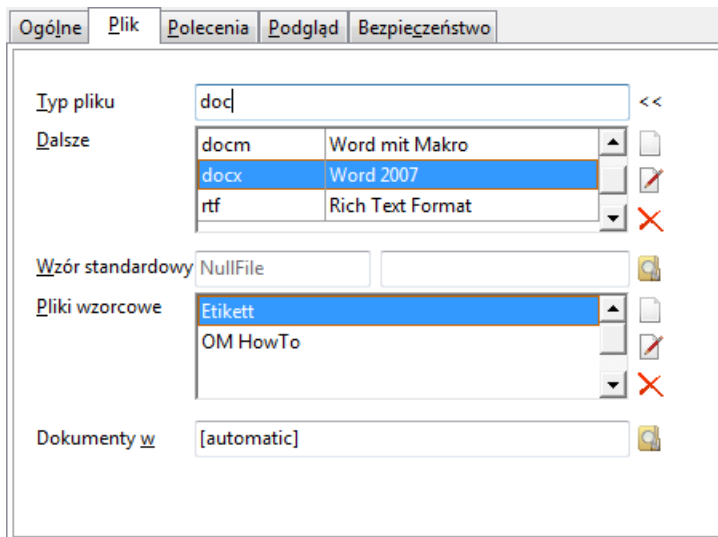 Ogólne Plik Polecenia Podgląd Bezpieczeństwo
Typ pliku doc <<
Dalsze docm Word mit Makro
docx Word 2007
rtf Rich Text Format
Wzór standardowy NullFile
Pliki wzorcowe Etikett
OM HowTo
Dokumenty w [automatic]